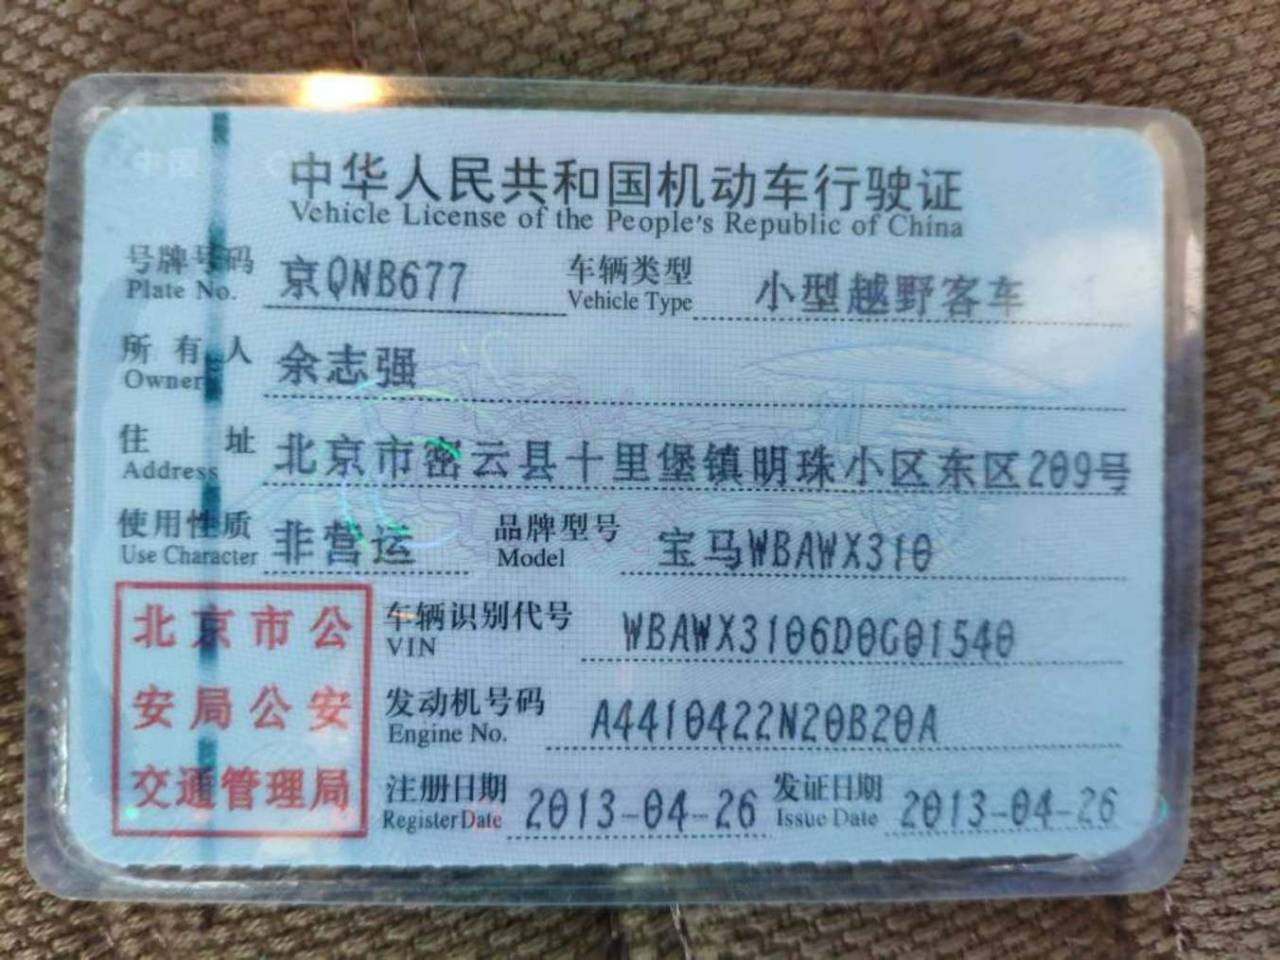 中华人民共和国机动车行驶证
Vehicle License of the People's Republic of China
号牌号码 京QNB677 车辆类型 小型越野客车
Plate No. Vehicle Type
所有人 余志强
Owner
住址 北京市密云县十里堡镇明珠小区东区209号
Address
使用性质 非营运 品牌型号 宝马WBAWX310
Use Character Model
北京市公
安局公安
交通管理局
车辆识别代号 WBAWX3106D0G01540
VIN
发动机号码 A4410422N20B20A
Engine No.
注册日期 2013-04-26 发证日期 2013-04-26
Register Date Issue Date